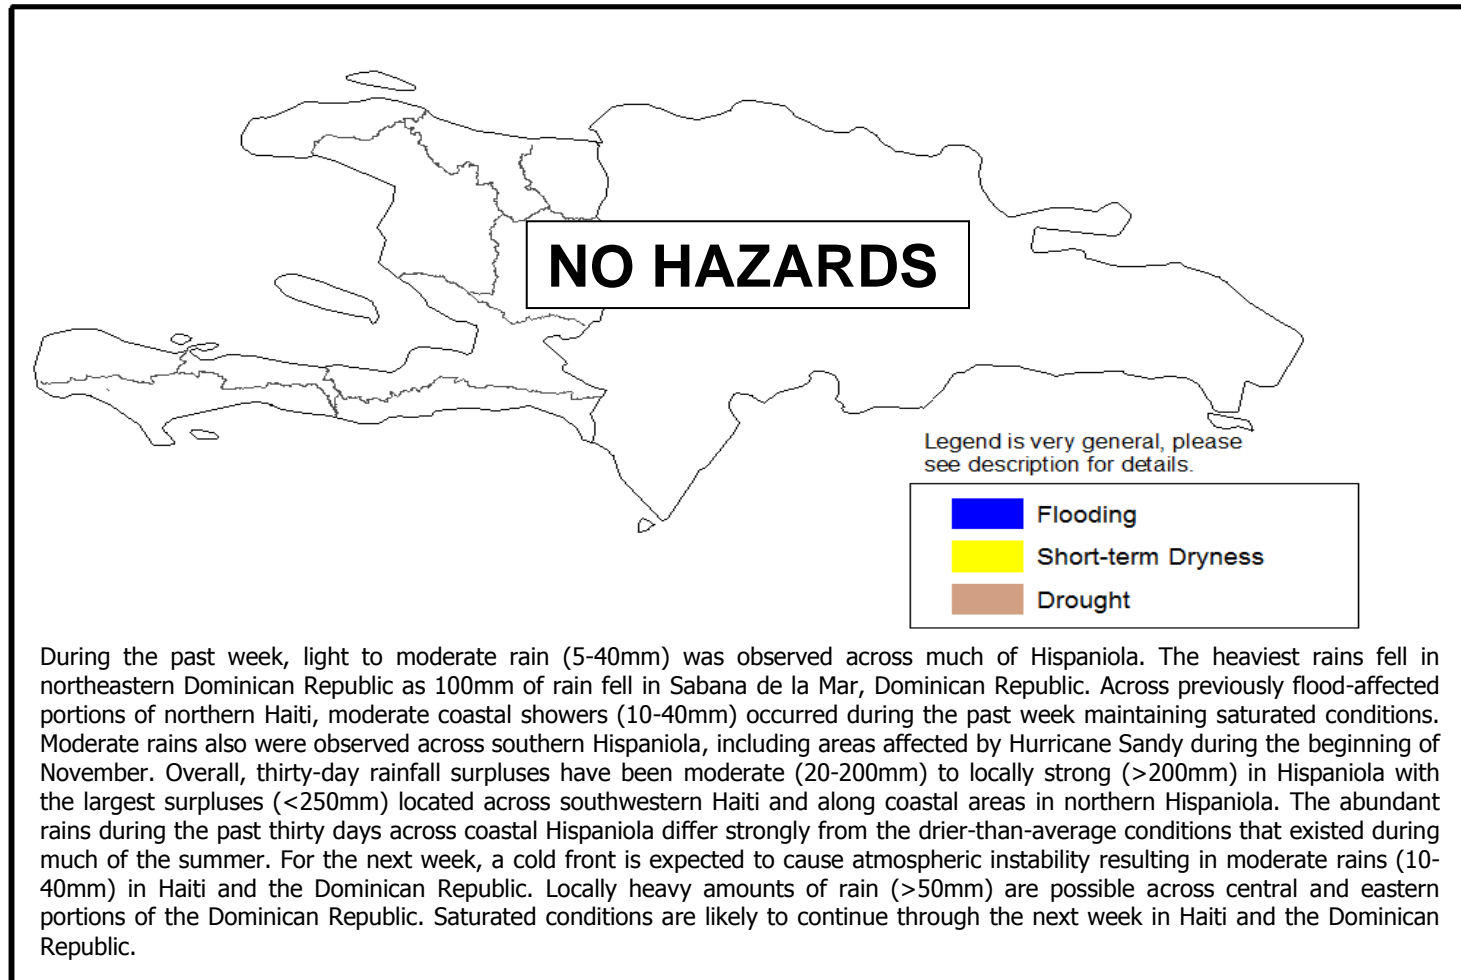 NO HAZARDS
Legend is very general, please
see description for details.
Flooding
Short-term Dryness
Drought
During the past week, light to moderate rain (5-40mm) was observed across much of Hispaniola. The heaviest rains fell in
northeastern Dominican Republic as 100mm of rain fell in Sabana de la Mar, Dominican Republic. Across previously flood-affected
portions of northern Haiti, moderate coastal showers (10-40mm) occurred during the past week maintaining saturated conditions.
Moderate rains also were observed across southern Hispaniola, including areas affected by Hurricane Sandy during the beginning of
November. Overall, thirty-day rainfall surpluses have been moderate (20-200mm) to locally strong (>200mm) in Hispaniola with
the largest surpluses (<250mm) located across southwestern Haiti and along coastal areas in northern Hispaniola. The abundant
rains during the past thirty days across coastal Hispaniola differ strongly from the drier-than-average conditions that existed during
much of the summer. For the next week, a cold front is expected to cause atmospheric instability resulting in moderate rains (10-
40mm) in Haiti and the Dominican Republic. Locally heavy amounts of rain (>50mm) are possible across central and eastern
portions of the Dominican Republic. Saturated conditions are likely to continue through the next week in Haiti and the Dominican
Republic.